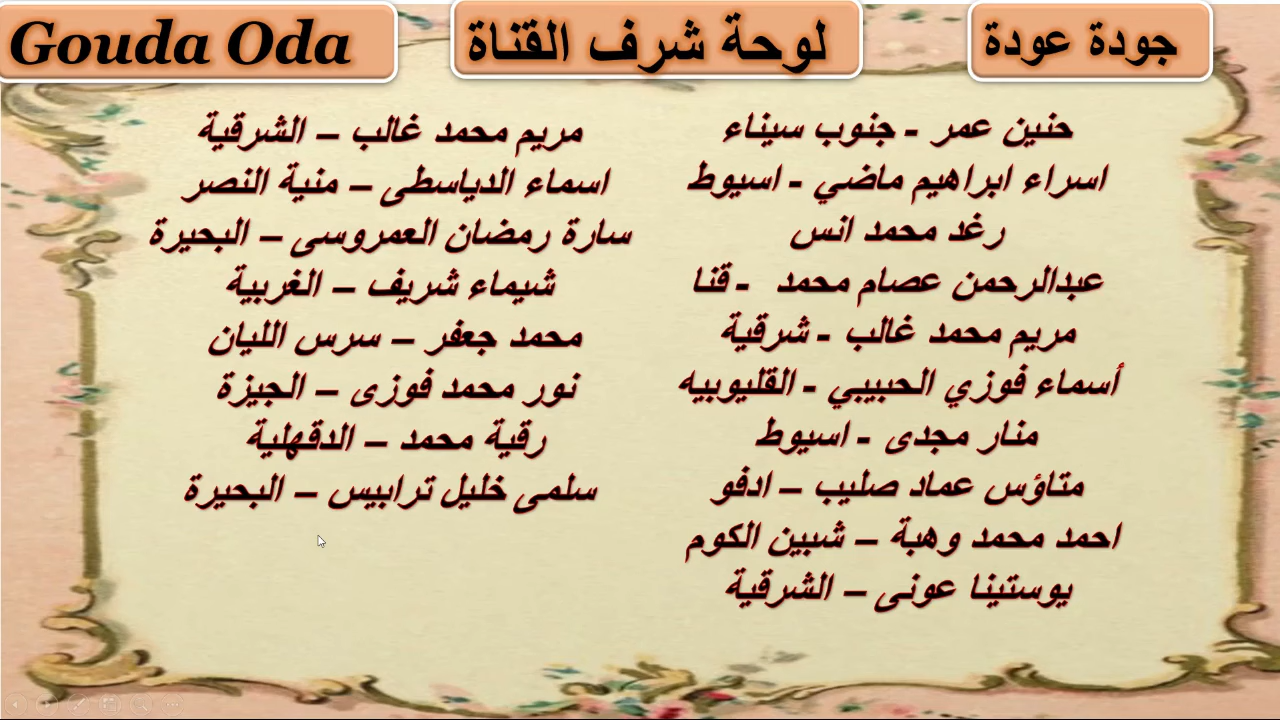 جودة عودة
لوحة شرف القناة
Gouda Oda
حنين عمر - جنوب سيناء
اسراء ابراهيم ماضي - اسيوط
رغد محمد انس
عبدالرحمن عصام محمد - قنا
مريم محمد غالب - شرقية
أسماء فوزي الحبيبي - القليوبيه
منار مجدى - اسيوط
متاؤس عماد صليب – ادفو
احمد محمد وهبة – شبين الكوم
يوستينا عونى – الشرقية
مريم محمد غالب – الشرقية
اسماء الدياسطى – منية النصر
سارة رمضان العمروسى – البحيرة
شيماء شريف – الغربية
محمد جعفر – سرس الليان
نور محمد فوزى – الجيزة
رقية محمد – الدقهلية
سلمى خليل ترابيس – البحيرة